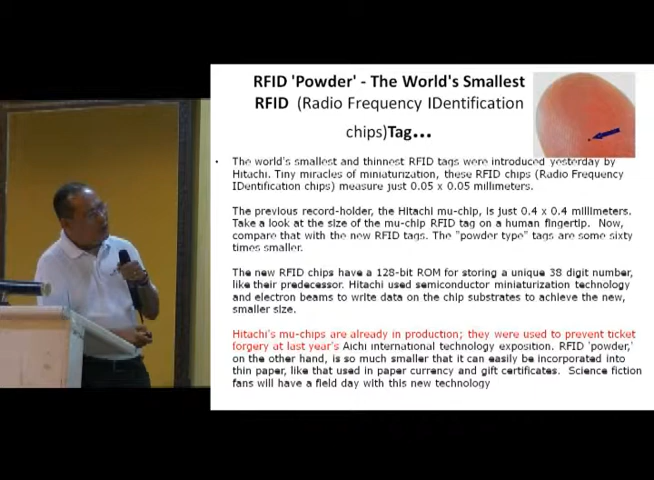 RFID 'Powder' - The World's Smallest
RFID (Radio Frequency IDentification
chips)Tag...
• The world's smallest and thinnest RFID tags were introduced yesterday by
Hitachi. Tiny miracles of miniaturization, these RFID chips (Radio Frequency
IDentification chips) measure just 0.05 x 0.05 millimeters.
The previous record-holder, the Hitachi mu-chip, is just 0.4 x 0.4 millimeters.
Take a look at the size of the mu-chip RFID tag on a human fingertip. Now,
compare that with the new RFID tags. The "powder type" tags are some sixty
times smaller.
The new RFID chips have a 128-bit ROM for storing a unique 38 digit number,
like their predecessor. Hitachi used semiconductor miniaturization technology
and electron beams to write data on the chip substrates to achieve the new,
smaller size.
Hitachi's mu-chips are already in production; they were used to prevent ticket
forgery at last year's Aichi international technology exposition. RFID 'powder,'
on the other hand, is so much smaller that it can easily be incorporated into
thin paper, like that used in paper currency and gift certificates. Science fiction
fans will have a field day with this new technology